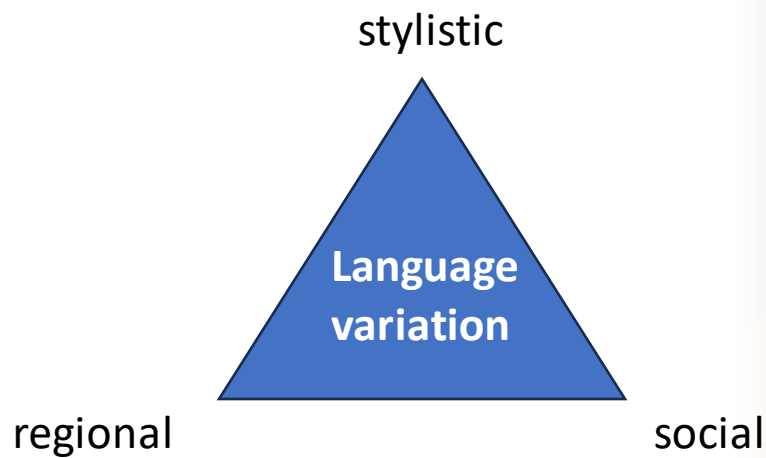 stylistic
Language
variation
regional
social